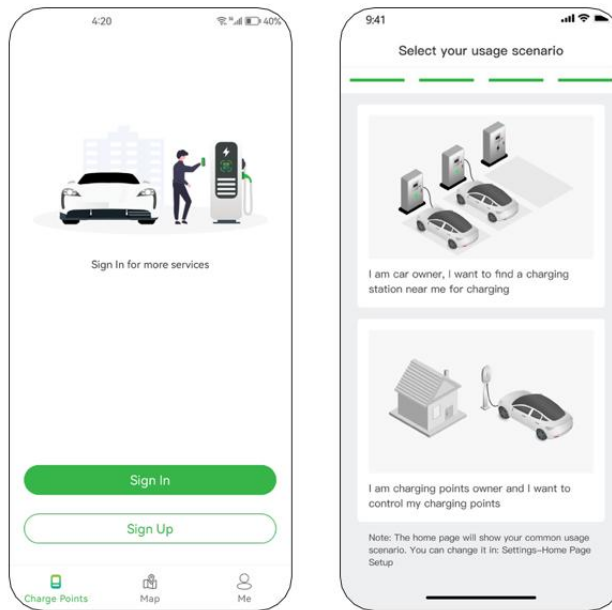 4:20
40%
Sign In for more services
Sign In
Sign Up
Charge Points
Map
Me
9:41
Select your usage scenario
I am car owner, I want to find a charging
station near me for charging
I am charging points owner and I want to
control my charging points
Note: The home page will show your common usage
scenario. You can change it in: Settings-Home Page
Setup